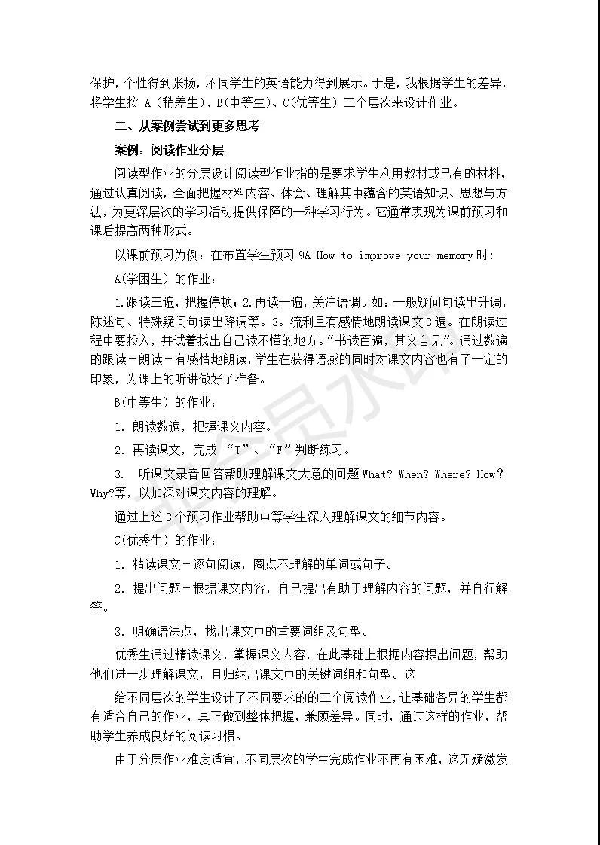 保护，个性得到张扬，不同学生的英语能力得到展示。于是，我根据学生的差异，
将学生按 A（稍差生）、B(中等生)、C(优等生) 三个层次来设计作业。
二、从案例尝试到更多思考
案例：阅读作业分层
阅读型作业的分层设计阅读型作业指的是要求学生利用教材或已有的材料，
通过认真阅读，全面把握材料内容、体会、理解其中蕴含的英语知识、思想与方
法，为更深层次的学习活动提供保障的一种学习行为。它通常表现为课前预习和
课后提高两种形式。
以课前预习为例：在布置学生预习 9A How to improve your memory 时：
A(学困生) 的作业：
1.跟读三遍，把握停顿；2.再读一遍，关注语调。如：一般疑问句读出升调，
陈述句、特殊疑问句读出降调等。3。流利且有感情地朗读课文 3 遍。在朗读过
程中要投入，并试着找出自己读不懂的地方。“书读百遍，其义自见”。通过数遍
的跟读－朗读－有感情地朗读，学生在获得语感的同时对课文内容也有了一定的
印象，为课上的听讲做好了准备。
B(中等生) 的作业：
1．朗读数遍，把握课文内容。
2．再读课文，完成 “T”、“F”判断练习。
3． 听课文录音回答帮助理解课文大意的问题 What? When? Where? How?
Why?等，以加深对课文内容的理解。
通过上述 3 个预习作业帮助中等学生深入理解课文的细节内容。
C(优秀生) 的作业：
1．精读课文－逐句阅读，圈点不理解的单词或句子。
2．提出问题－根据课文内容，自己提出有助于理解内容的问题，并自行解
答。
3．明确语法点，找出课文中的重要词组及句型。
优秀生通过精读课文，掌握课文内容，在此基础上根据内容提出问题，帮助
他们进一步理解课文，且归纳出课文中的关键词组和句型。这
给不同层次的学生设计了不同要求的的三个阅读作业，让基础各异的学生都
有适合自己的作业，真正做到整体把握，兼顾差异。同时，通过这样的作业，帮
助学生养成良好的阅读习惯。
由于分层作业难度适宜，不同层次的学生完成作业不再有困难，这无疑激发
非会员水印